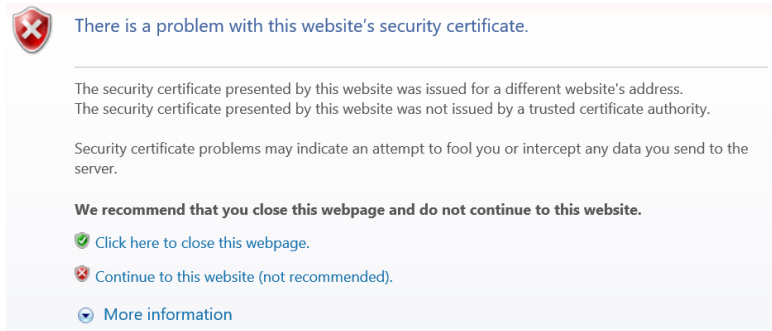 There is a problem with this website's security certificate.
The security certificate presented by this website was issued for a different website's address.
The security certificate presented by this website was not issued by a trusted certificate authority.
Security certificate problems may indicate an attempt to fool you or intercept any data you send to the
server.
We recommend that you close this webpage and do not continue to this website.
Click here to close this webpage.
Continue to this website (not recommended).
More information